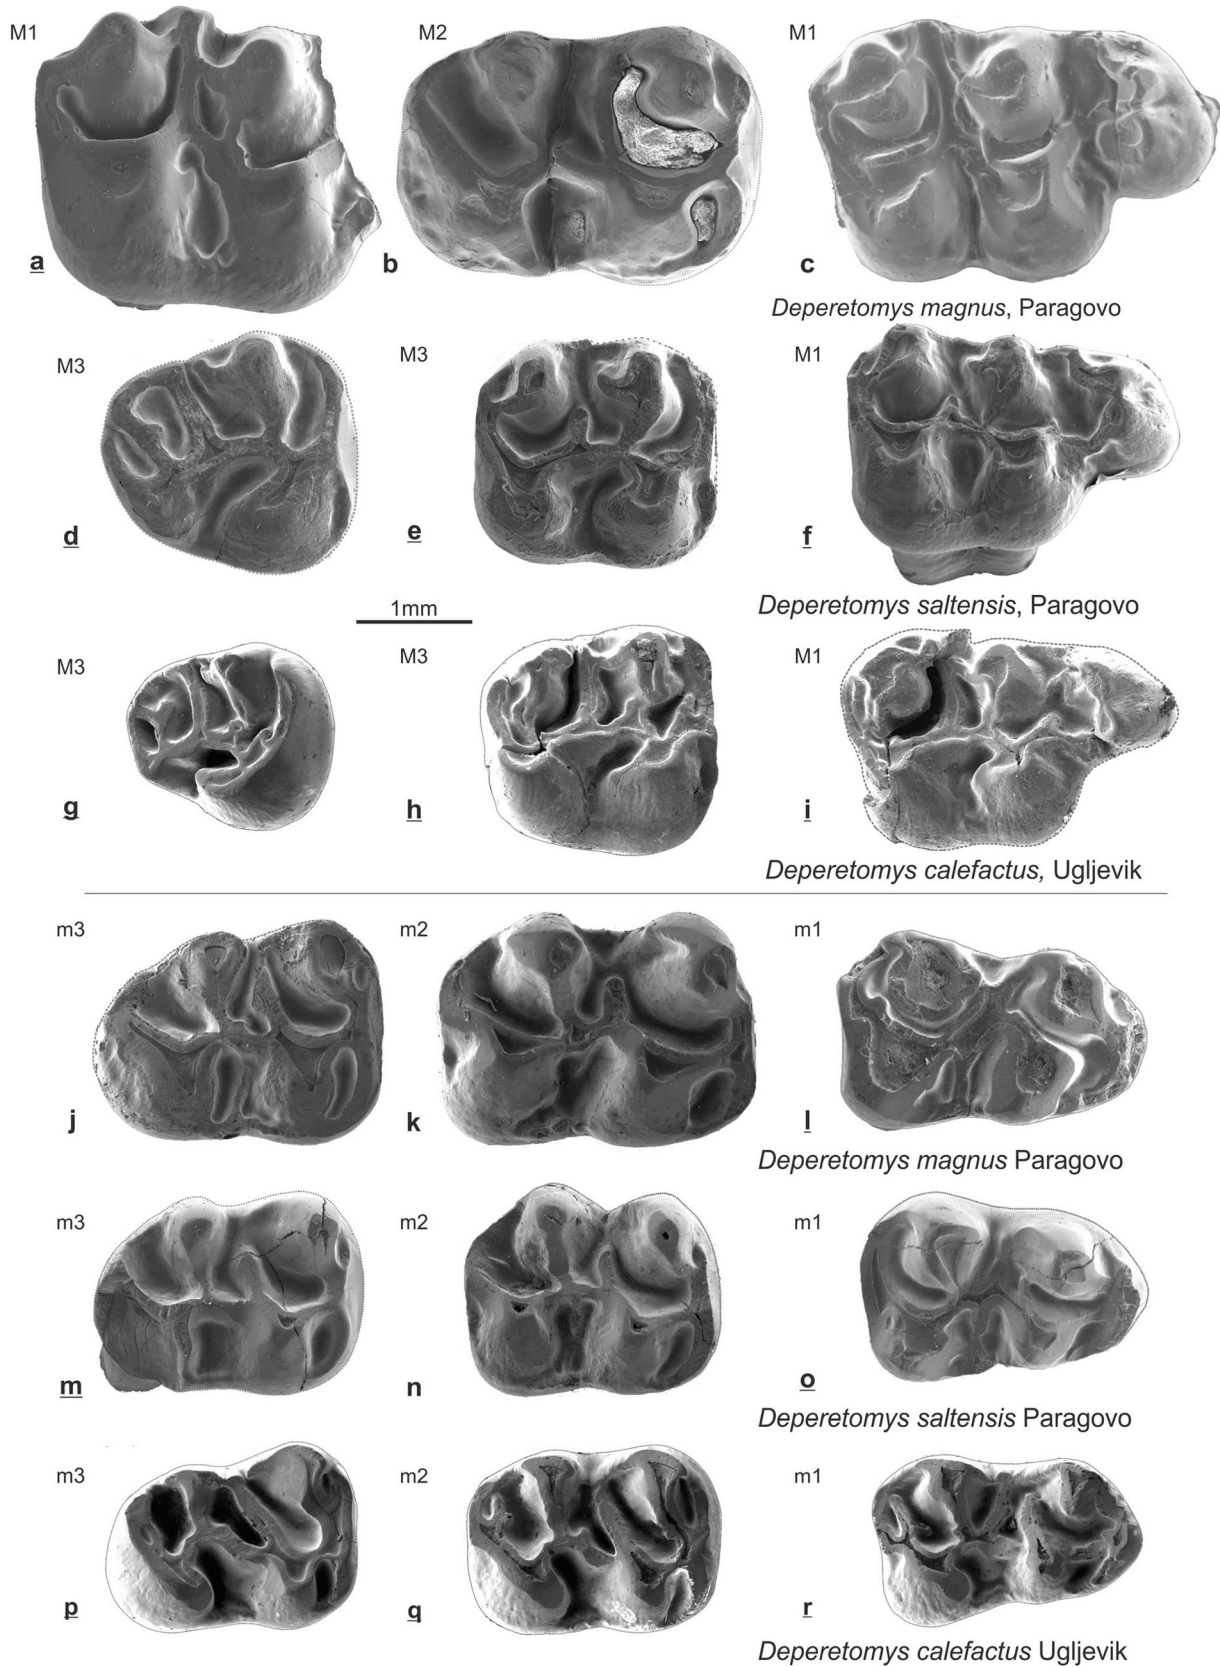 M1
M2
M1
a
b
c
Deperetomys magnus, Paragovo
M3
M3
M1
d
e
f
Deperetomys saltensis, Paragovo
1mm
M3
M3
M1
g
h
i
Deperetomys calefactus, Ugljevik
m3
m2
m1
j
k
l
Deperetomys magnus Paragovo
m3
m2
m1
m
n
o
Deperetomys saltensis Paragovo
m3
m2
m1
p
q
r
Deperetomys calefactus Ugljevik